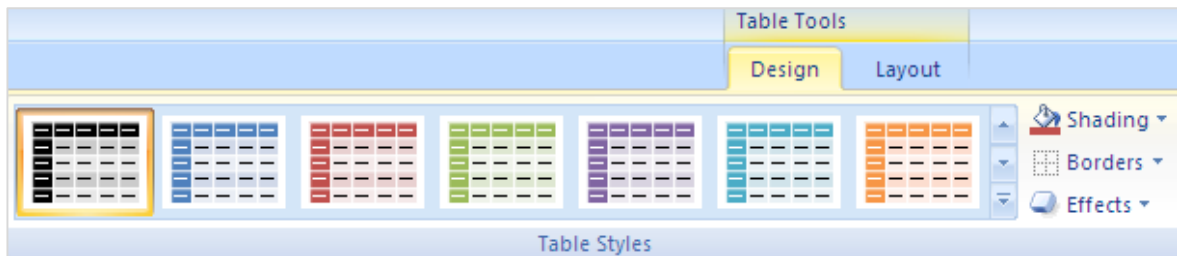 Table Tools
Design Layout
Shading
Borders
Effects
Table Styles